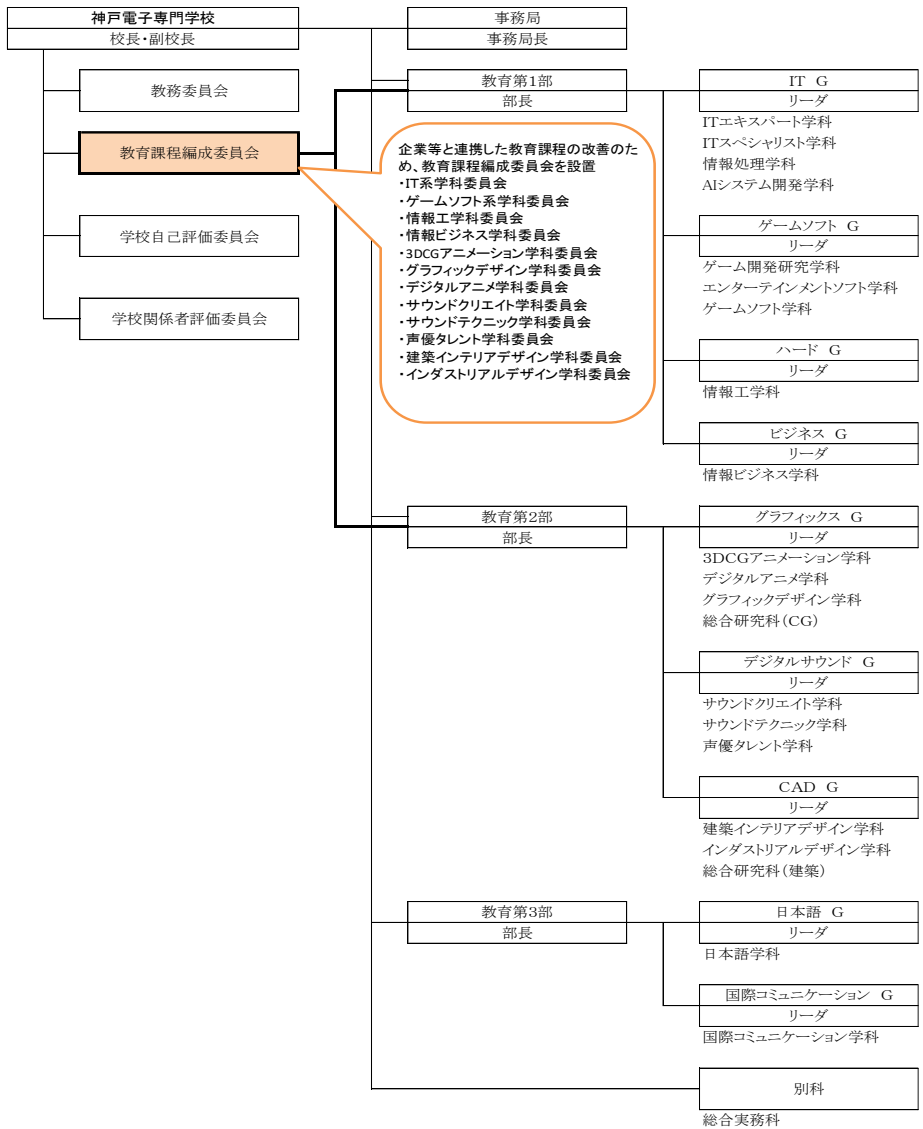 神戸電子専門学校
校長・副校長
教務委員会
教育課程編成委員会
学校自己評価委員会
学校関係者評価委員会
企業等と連携した教育課程の改善のた
め、教育課程編成委員会を設置
・IT系学科委員会
・ゲームソフト系学科委員会
・情報工学科委員会
・情報ビジネス学科委員会
・3DCGアニメーション学科委員会
・グラフィックデザイン学科委員会
・デジタルアニメ学科委員会
・サウンドクリエイト学科委員会
・サウンドテクニック学科委員会
・声優タレント学科委員会
・建築インテリアデザイン学科委員会
・インダストリアルデザイン学科委員会
事務局
事務局長
教育第1部
部長
IT G
リーダ
ITエキスパート学科
ITスペシャリスト学科
情報処理学科
AIシステム開発学科
ゲームソフト G
リーダ
ゲーム開発研究学科
エンターテインメントソフト学科
ゲームソフト学科
ハード G
リーダ
情報工学科
ビジネス G
リーダ
情報ビジネス学科
教育第2部
部長
グラフィックス G
リーダ
3DCGアニメーション学科
デジタルアニメ学科
グラフィックデザイン学科
総合研究科(CG)
デジタルサウンド G
リーダ
サウンドクリエイト学科
サウンドテクニック学科
声優タレント学科
CAD G
リーダ
建築インテリアデザイン学科
インダストリアルデザイン学科
総合研究科(建築)
教育第3部
部長
日本語 G
リーダ
日本語学科
国際コミュニケーション G
リーダ
国際コミュニケーション学科
別科
総合実務科